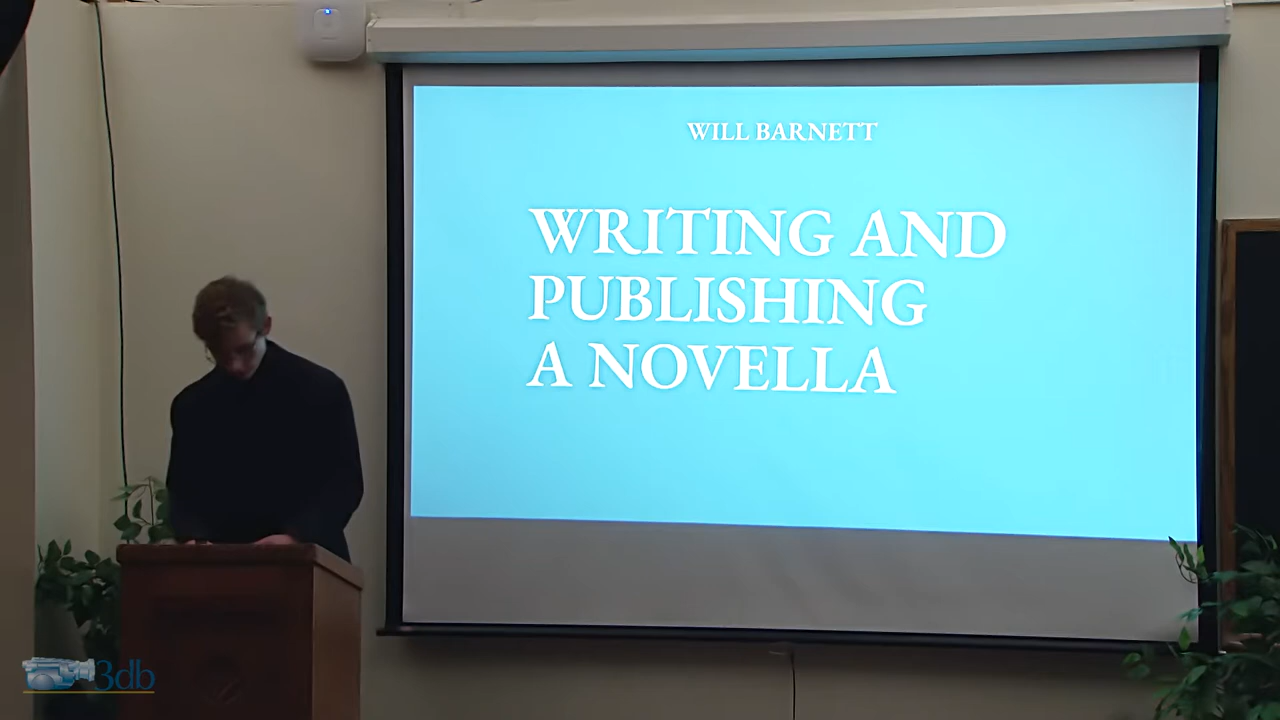 WILL BARNETT
WRITING AND
PUBLISHING
A NOVELLA
3db